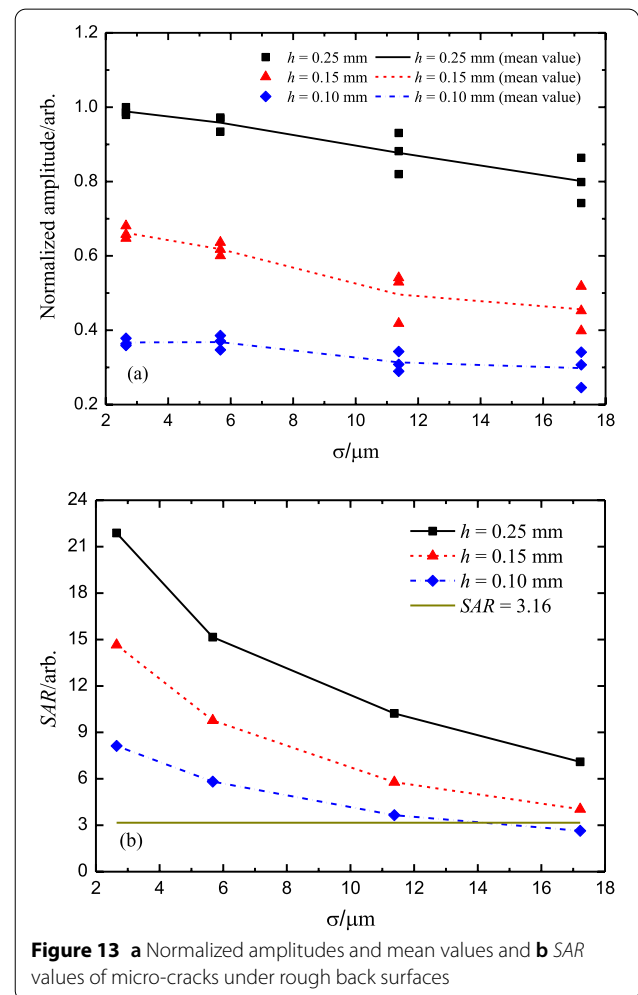 1.2
1.0
0.8
0.6
0.4
0.2
Normalized amplitude/arb.
h = 0.25 mm h = 0.25 mm (mean value)
h = 0.15 mm h = 0.15 mm (mean value)
h = 0.10 mm h = 0.10 mm (mean value)
(a)
2 4 6 8 10 12 14 16 18
σ/μm
24
21
18
15
12
9
6
3
0
SAR/arb.
h = 0.25 mm
h = 0.15 mm
h = 0.10 mm
SAR = 3.16
(b)
2 4 6 8 10 12 14 16 18
σ/μm
Figure 13 a Normalized amplitudes and mean values and b SAR
values of micro-cracks under rough back surfaces